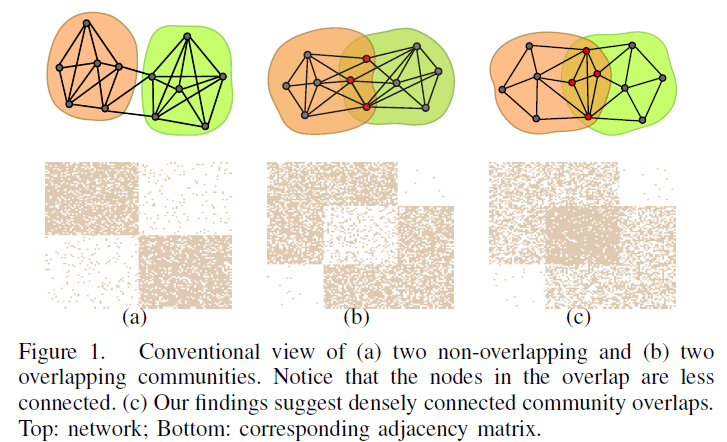 (a)
(b)
(c)
Figure 1. Conventional view of (a) two non-overlapping and (b) two
overlapping communities. Notice that the nodes in the overlap are less
connected. (c) Our findings suggest densely connected community overlaps.
Top: network; Bottom: corresponding adjacency matrix.